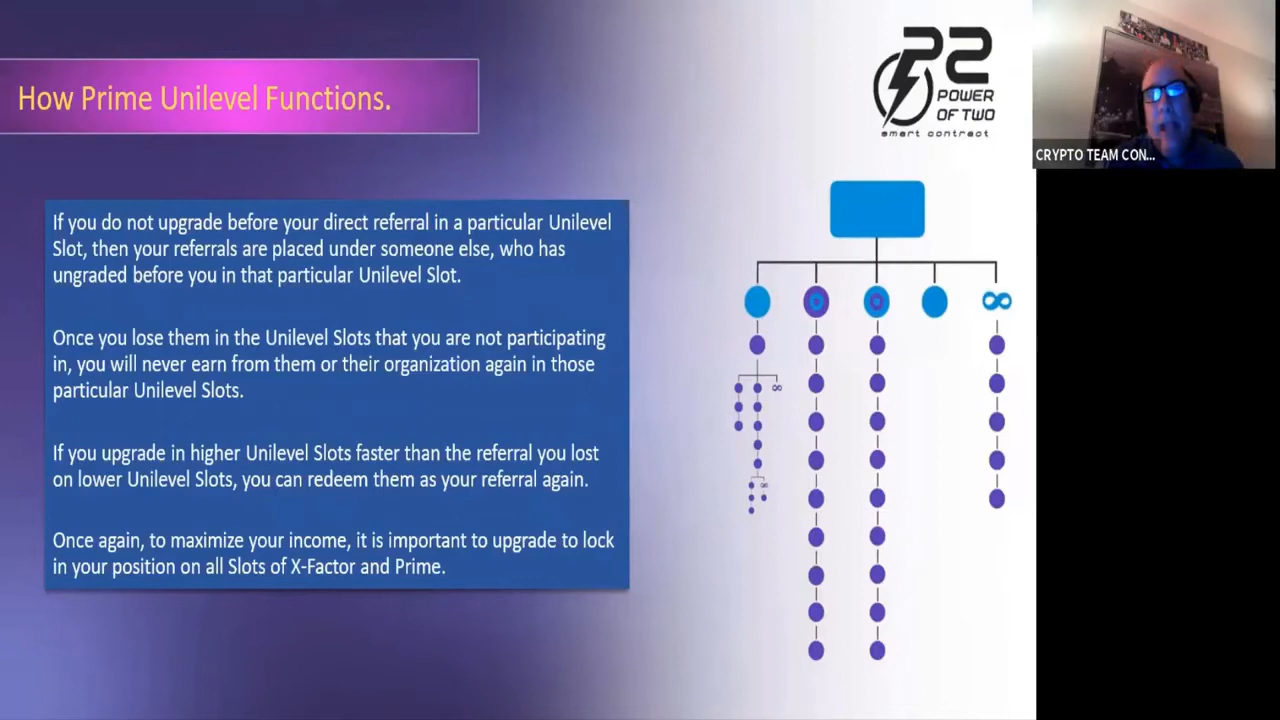 How Prime Unilevel Functions.
P2
POWER
OF TWO
smart contract
CRYPTO TEAM CON...
If you do not upgrade before your direct referral in a particular Unilevel
Slot, then your referrals are placed under someone else, who has
ungraded before you in that particular Unilevel Slot.
Once you lose them in the Unilevel Slots that you are not participating
in, you will never earn from them or their organization again in those
particular Unilevel Slots.
If you upgrade in higher Unilevel Slots faster than the referral you lost
on lower Unilevel Slots, you can redeem them as your referral again.
Once again, to maximize your income, it is important to upgrade to lock
in your position on all Slots of X-Factor and Prime.
∞
∞
∞